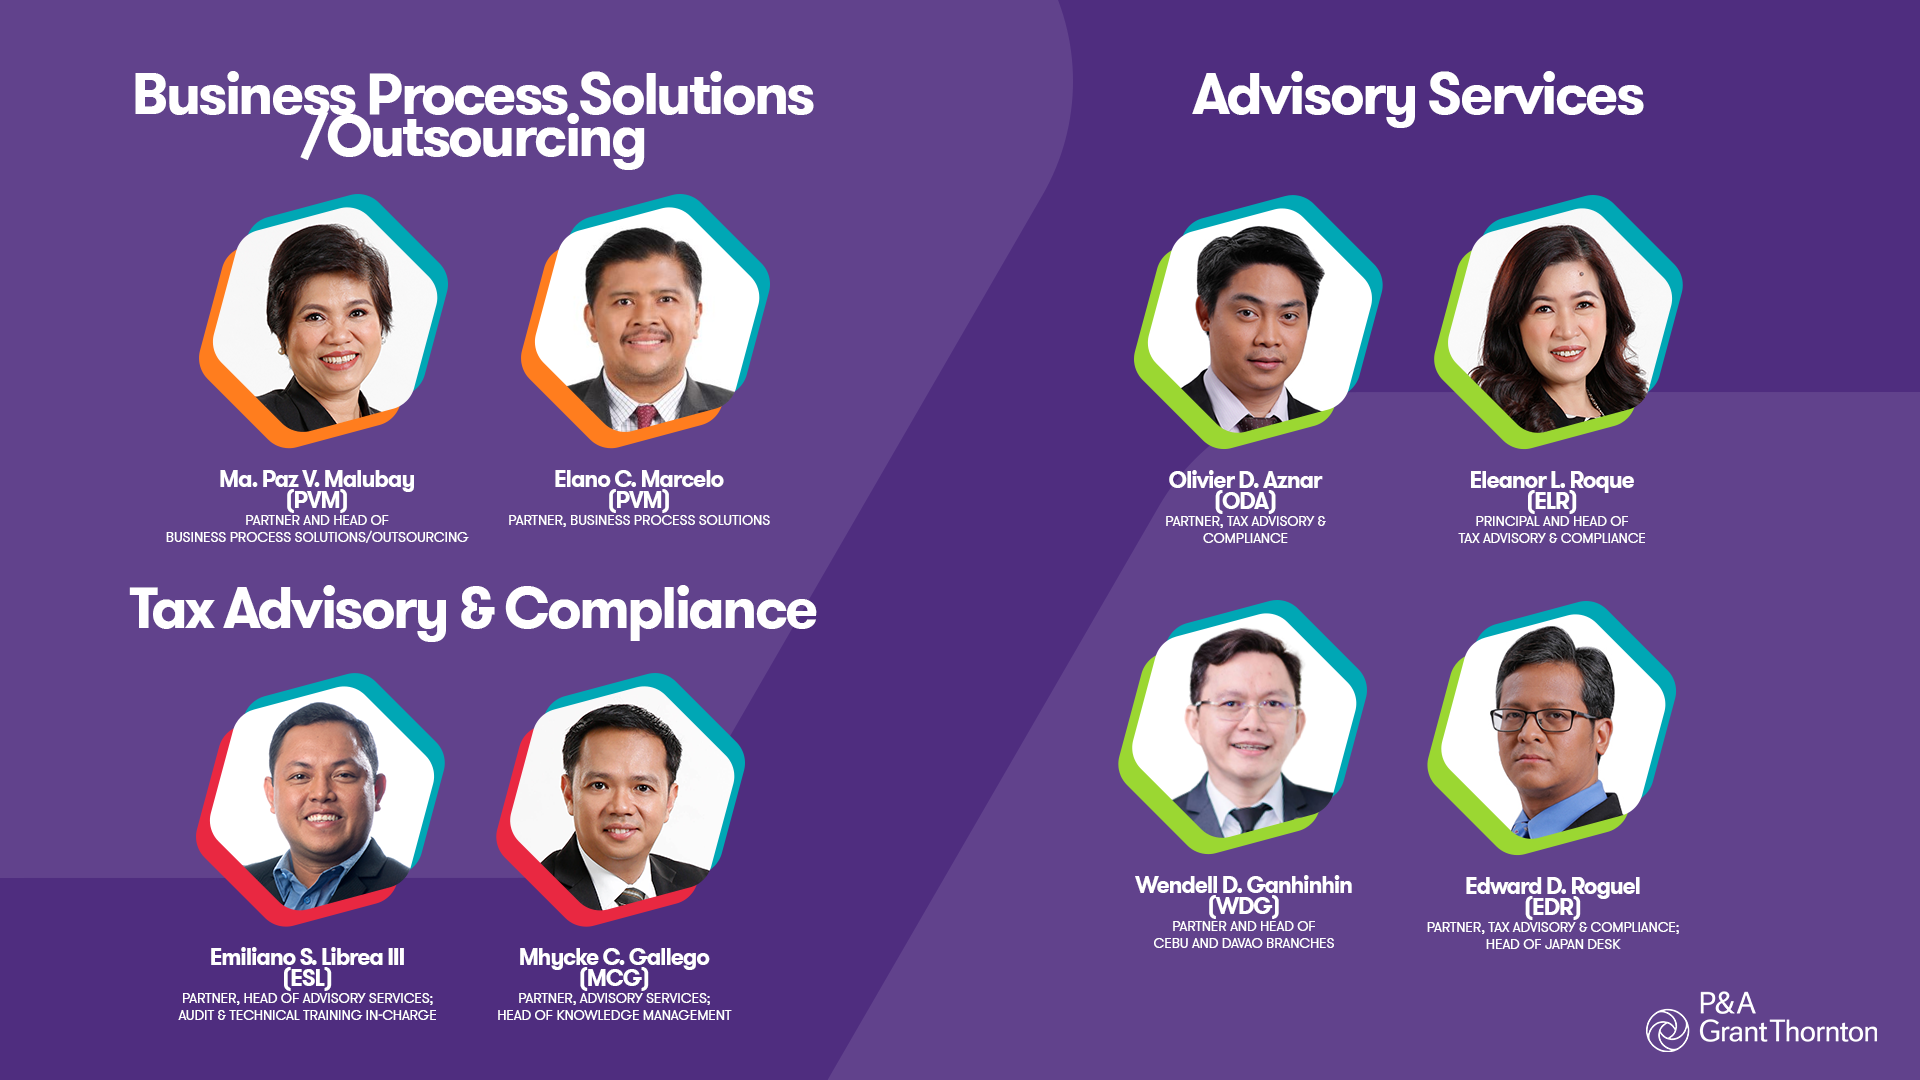 Business Process Solutions
/Outsourcing
Ma. Paz V. Malubay
(PVM)
PARTNER AND HEAD OF
BUSINESS PROCESS SOLUTIONS/OUTSOURCING
Elano C. Marcelo
(PVM)
PARTNER, BUSINESS PROCESS SOLUTIONS
Tax Advisory & Compliance
Emiliano S. Librea III
(ESL)
PARTNER, HEAD OF ADVISORY SERVICES;
AUDIT & TECHNICAL TRAINING IN-CHARGE
Mhycke C. Gallego
(MCG)
PARTNER, ADVISORY SERVICES;
HEAD OF KNOWLEDGE MANAGEMENT
Advisory Services
Olivier D. Aznar
(ODA)
PARTNER, TAX ADVISORY &
COMPLIANCE
Eleanor L. Roque
(ELR)
PRINCIPAL AND HEAD OF
TAX ADVISORY & COMPLIANCE
Wendell D. Ganhinhin
(WDG)
PARTNER AND HEAD OF
CEBU AND DAVAO BRANCHES
Edward D. Roguel
(EDR)
PARTNER, TAX ADVISORY & COMPLIANCE;
HEAD OF JAPAN DESK
P&A
Grant Thornton